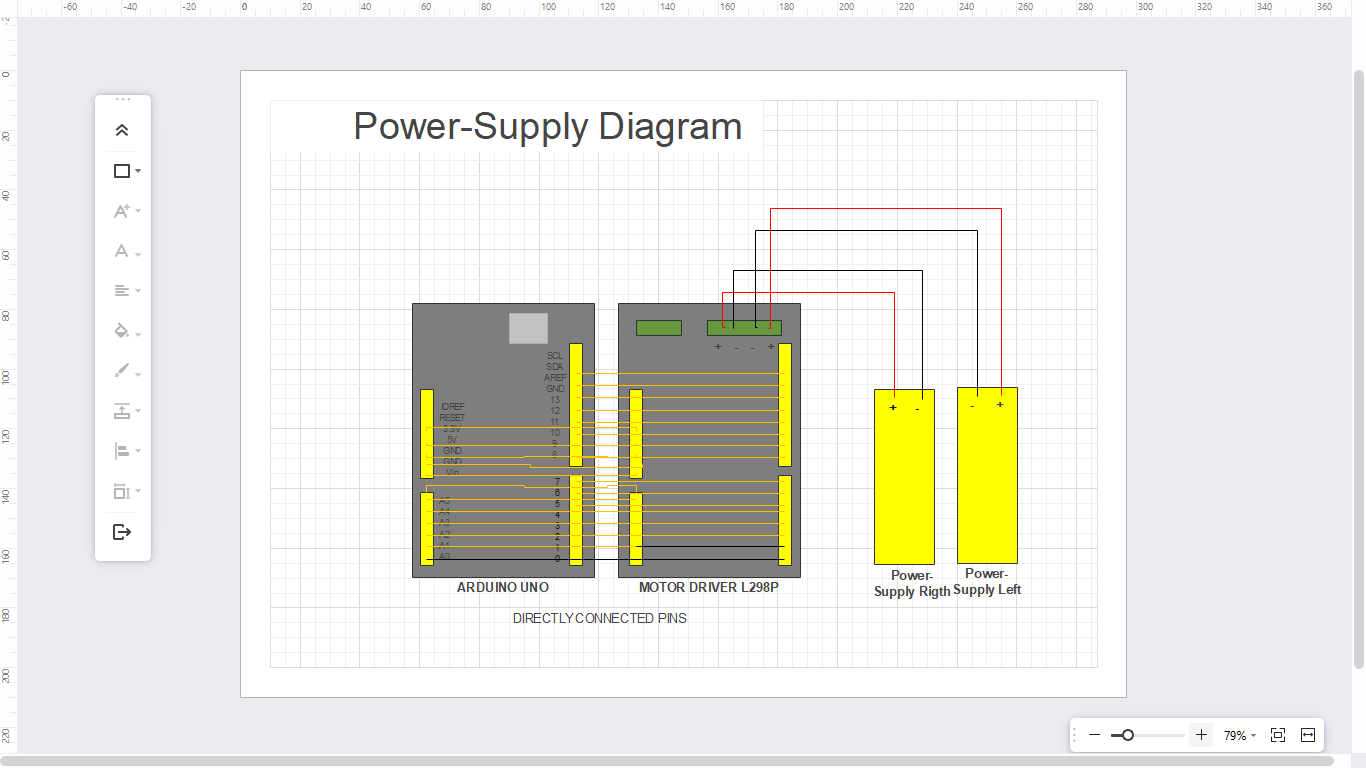 -60 -40 -20 0 20 40 60 80 100 120 140 160 180 200 220 240 260 280 300 320 340 360
0
20
40
60
80
100
120
140
160
180
200
220
Power-Supply Diagram
+ - - +
SCL
SDA
AREF
GND
13
12
11
10
9
8
IOREF
RESET
3.3V
5V
GND
GND
Vin
7
6
5
4
3
2
1
0
A5
A4
A3
A2
A1
A0
+ -
- +
ARDUINO UNO
MOTOR DRIVER L298P
Power-
Supply Rigth
Power-
Supply Left
DIRECTLY CONNECTED PINS
79%